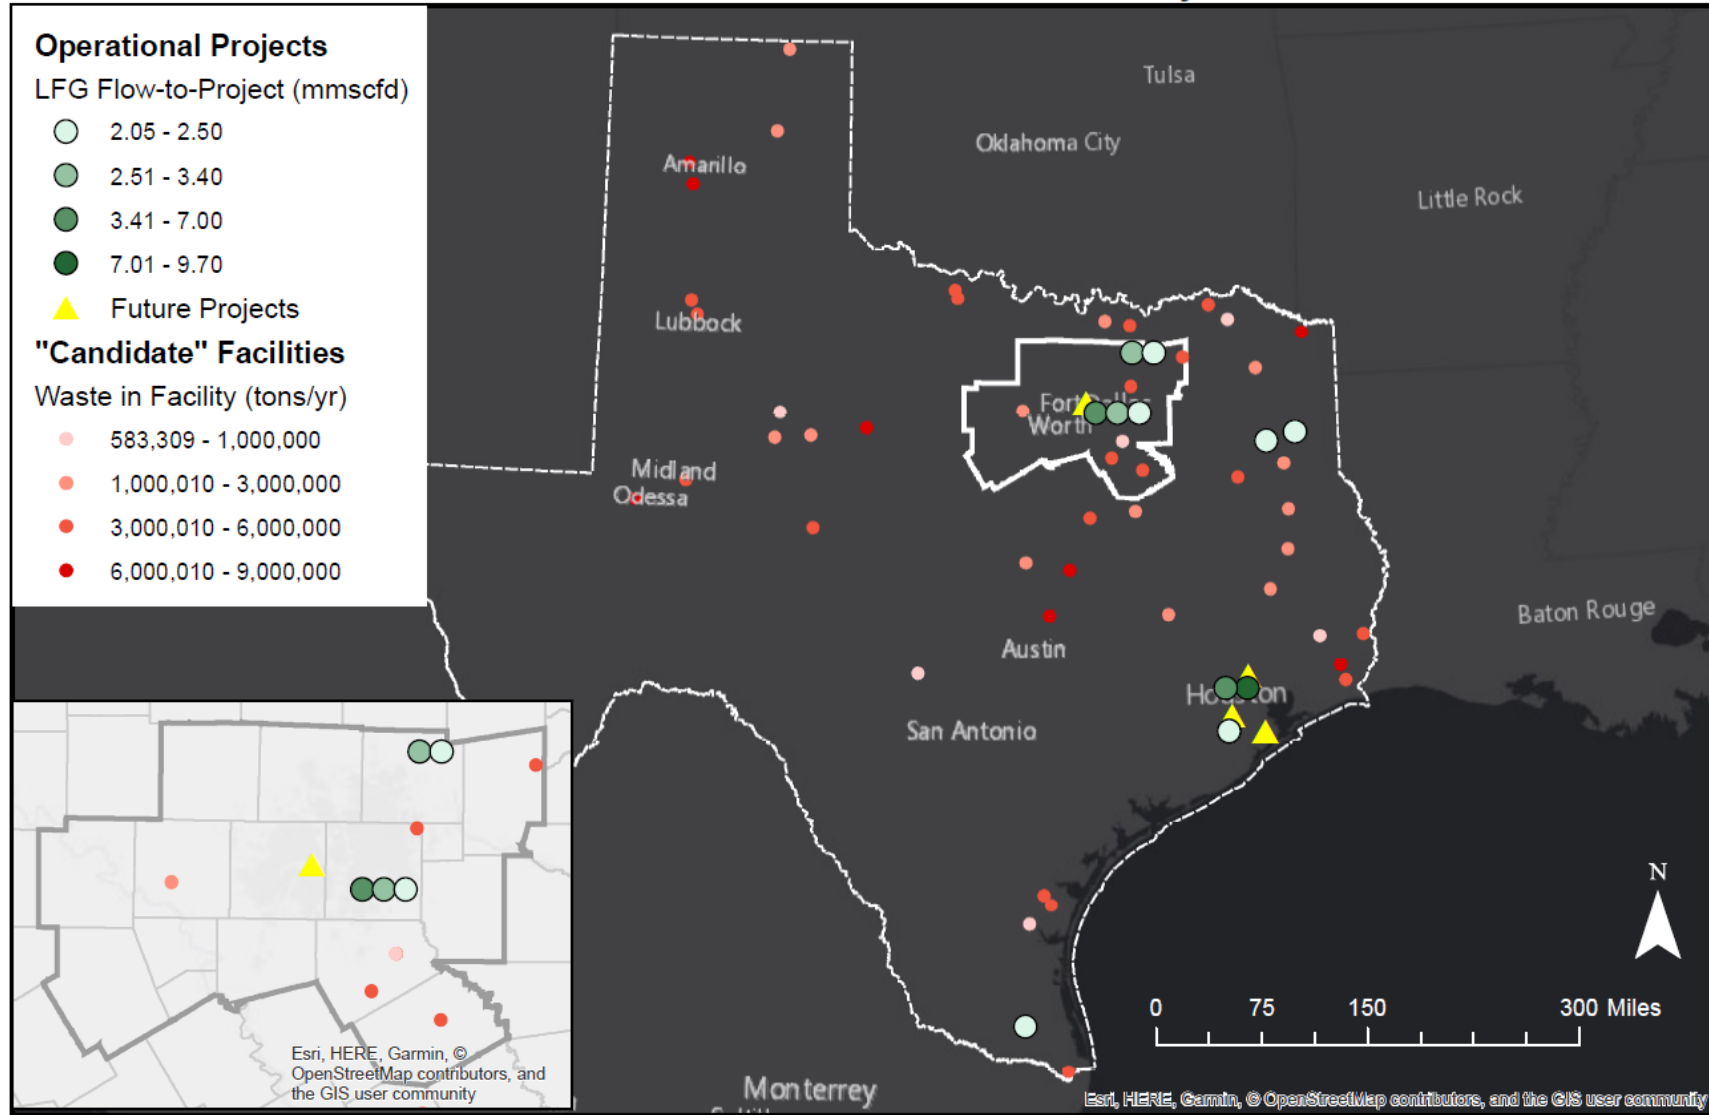 Operational Projects
LFG Flow-to-Project (mmscfd)
2.05 - 2.50
2.51 - 3.40
3.41 - 7.00
7.01 - 9.70
Future Projects
"Candidate" Facilities
Waste in Facility (tons/yr)
583,309 - 1,000,000
1,000,010 - 3,000,000
3,000,010 - 6,000,000
6,000,010 - 9,000,000
Tulsa
Oklahoma City
Amarillo
Little Rock
Lubbock
Fort Dallas
Worth
Midland
Odessa
Baton Rouge
Austin
Houston
San Antonio
N
0 75 150 300 Miles
Esri, HERE, Garmin, ©
OpenStreetMap contributors, and
the GIS user community
Monterrey
Esri, HERE, Garmin, © OpenStreetMap contributors, and the GIS user community